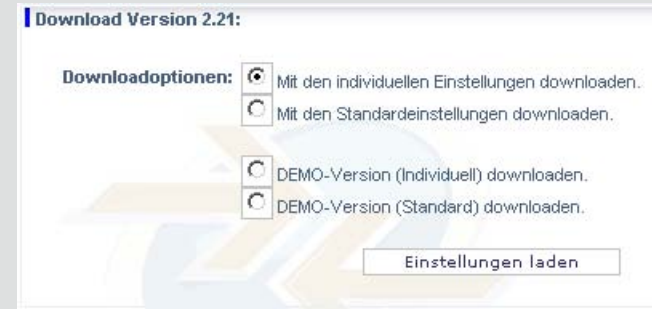 Download Version 2.21:
Downloadoptionen: Mit den individuellen Einstellungen downloaden.
Mit den Standardeinstellungen downloaden.
DEMO-Version (Individuell) downloaden.
DEMO-Version (Standard) downloaden.
Einstellungen laden